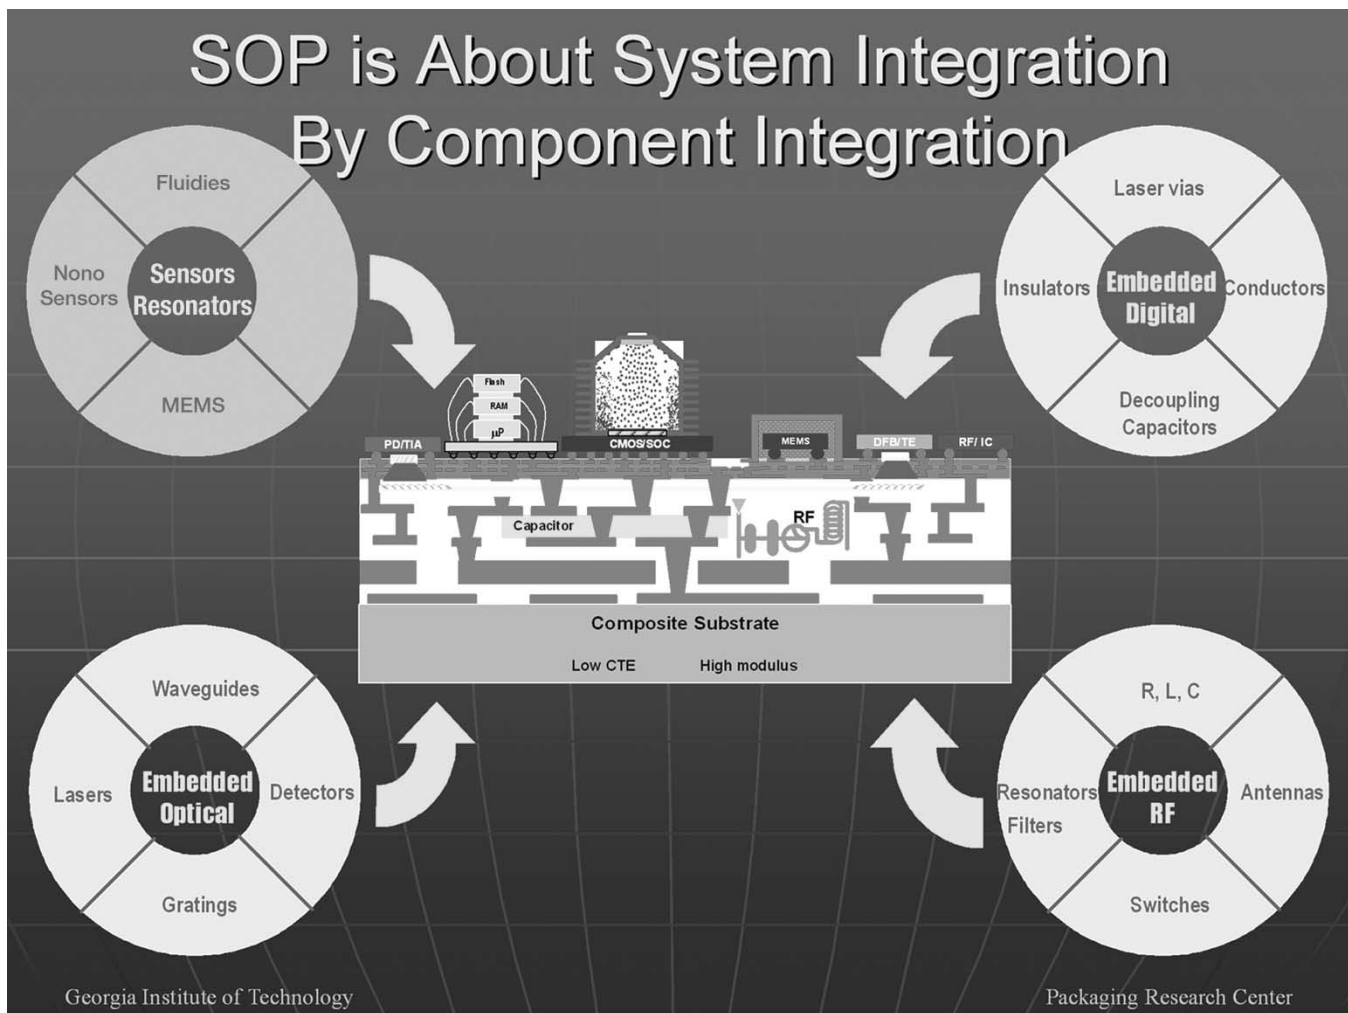 SOP is About System Integration
By Component Integration
Fluidies
Nono
Sensors
Sensors
Resonators
MEMS
Laser vias
Insulators
Embedded
Digital
Conductors
Decoupling
Capacitors
Flash
RAM
µP
PD/TIA
CMOS/SOC
MEMS
DFB/TE
RF/ IC
Capacitor
RF
Composite Substrate
Low CTE High modulus
Waveguides
Lasers
Embedded
Optical
Detectors
Gratings
R, L, C
Resonators
Filters
Embedded
RF
Antennas
Switches
Georgia Institute of Technology
Packaging Research Center